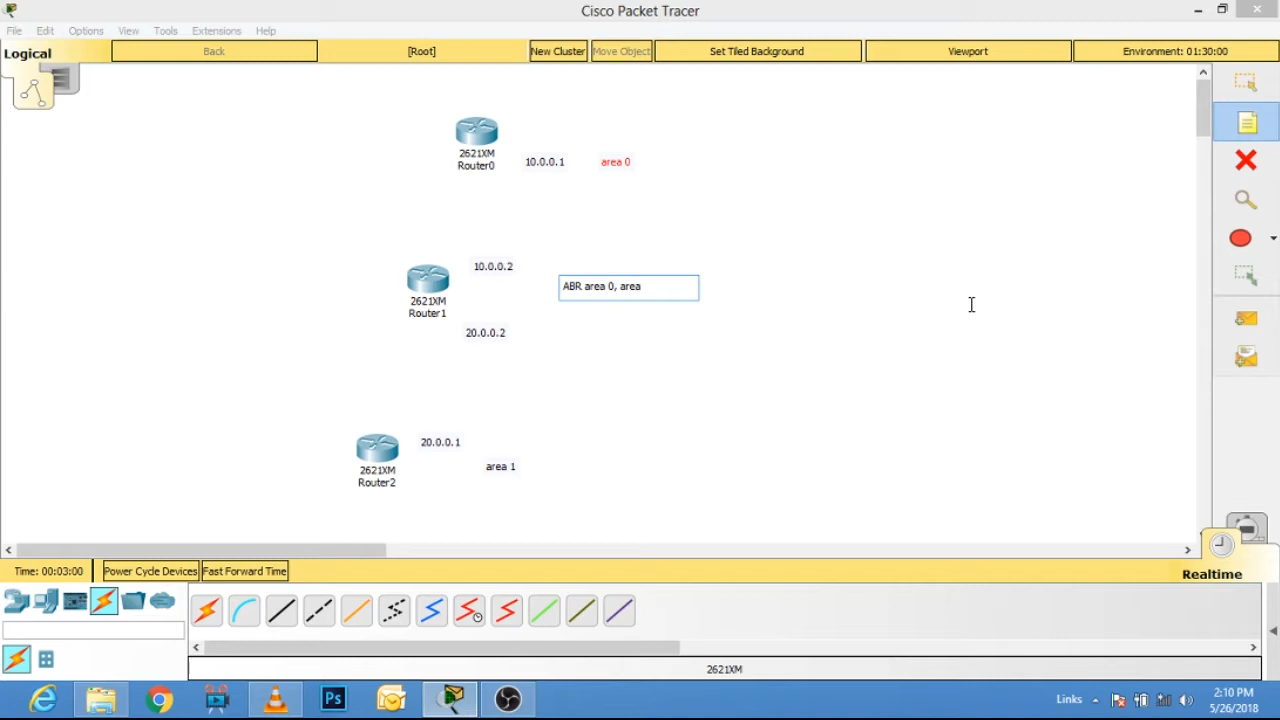 Cisco Packet Tracer
File Edit Options View Tools Extensions Help
Logical Back [Root] New Cluster Move Object Set Tiled Background Viewport Environment: 01:30:00
2621XM
Router0
10.0.0.1 area 0
10.0.0.2
ABR area 0, area
2621XM
Router1
20.0.0.2
20.0.0.1
2621XM
Router2
area 1
Time: 00:03:00 Power Cycle Devices Fast Forward Time Realtime
2621XM
Links 2:10 PM
5/26/2018